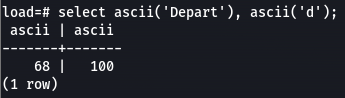 load=# select ascii('Depart'), ascii('d');
 ascii | ascii
-------+-------
    68 |   100
(1 row)